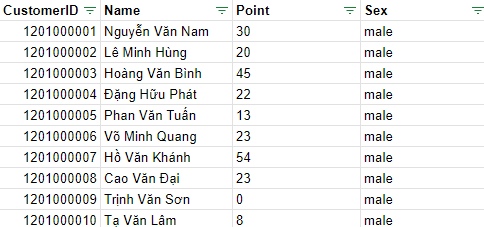 CustomerID Name Point Sex
1201000001 Nguyễn Văn Nam 30 male
1201000002 Lê Minh Hùng 20 male
1201000003 Hoàng Văn Bình 45 male
1201000004 Đặng Hữu Phát 22 male
1201000005 Phan Văn Tuấn 13 male
1201000006 Võ Minh Quang 23 male
1201000007 Hồ Văn Khánh 54 male
1201000008 Cao Văn Đại 23 male
1201000009 Trịnh Văn Sơn 0 male
1201000010 Tạ Văn Lâm 8 male